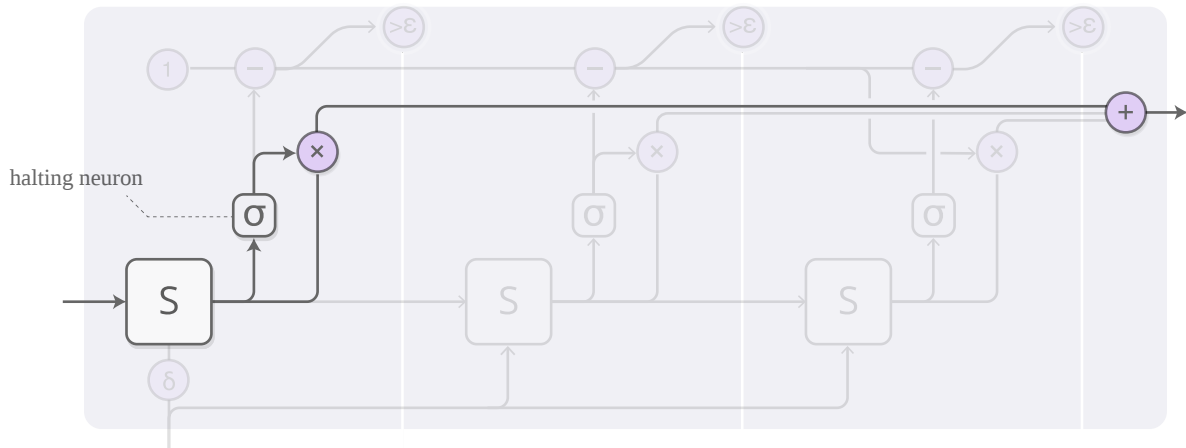 >ε >ε >ε
1 − − −
+
× × ×
halting neuron
σ σ σ
S S S
δ